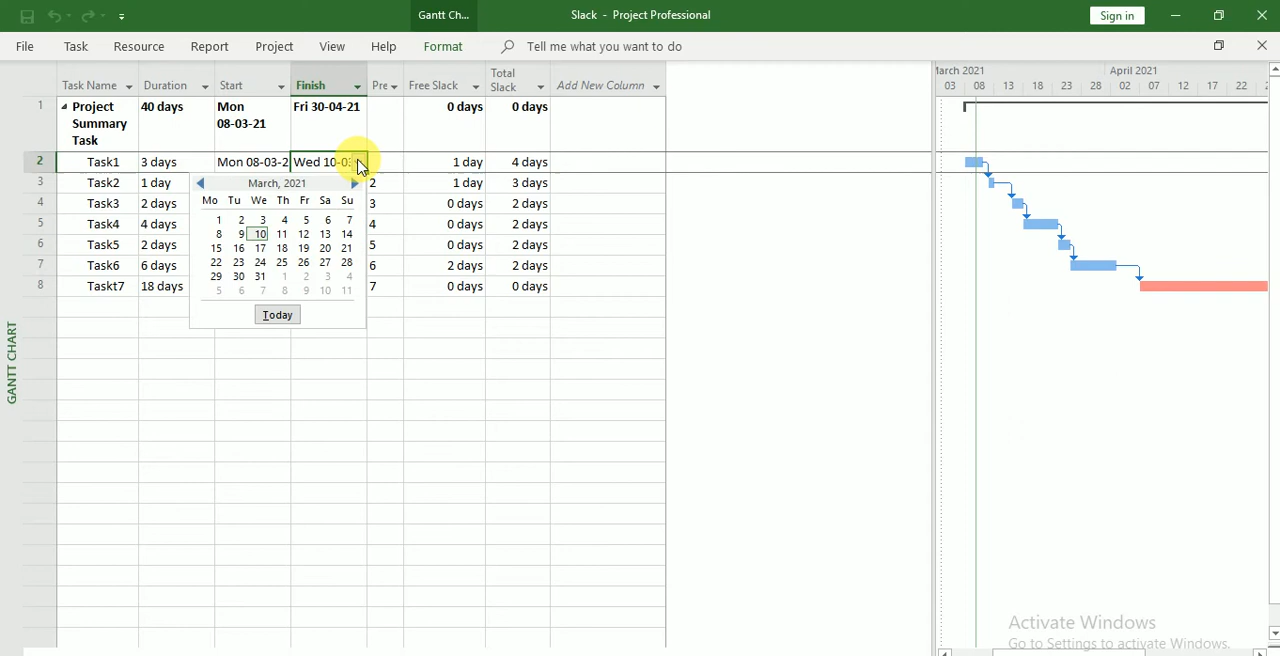 Gantt Ch...
Slack - Project Professional
Sign in
File Task Resource Report Project View Help Format Tell me what you want to do
Task Name Duration Start Finish Pre Free Slack Total Slack Add New Column
1 Project Summary Task 40 days Mon 08-03-21 Fri 30-04-21 0 days 0 days
2 Task1 3 days Mon 08-03-2 Wed 10-03 1 day 4 days
3 Task2 1 day 2 1 day 3 days
4 Task3 2 days 3 0 days 2 days
5 Task4 4 days 4 0 days 2 days
6 Task5 2 days 5 0 days 2 days
7 Task6 6 days 6 2 days 2 days
8 Taskt7 18 days 7 0 days 0 days
March, 2021
Mo Tu We Th Fr Sa Su
1 2 3 4 5 6 7
8 9 10 11 12 13 14
15 16 17 18 19 20 21
22 23 24 25 26 27 28
29 30 31 1 2 3 4
5 6 7 8 9 10 11
Today
GANTT CHART
arch 2021 April 2021
03 08 13 18 23 28 02 07 12 17 22
Activate Windows
Go to Settings to activate Windows.